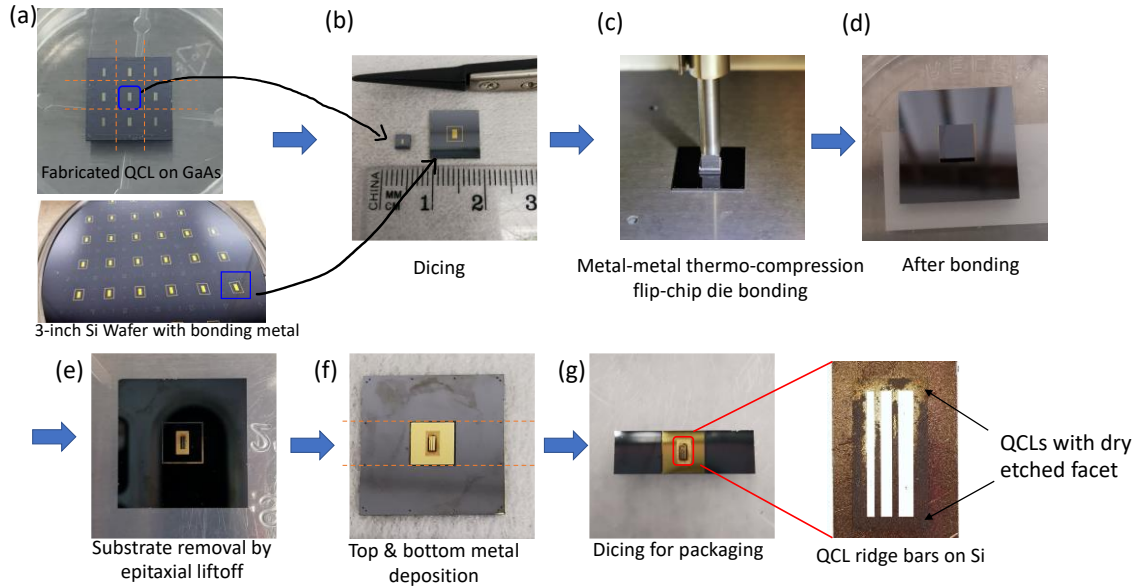 (a)
Fabricated QCL on GaAs
3-inch Si Wafer with bonding metal
(b)
CHINA
MM
CM
1
2
3
Dicing
(c)
Metal-metal thermo-compression
flip-chip die bonding
(d)
After bonding
(e)
Substrate removal by
epitaxial liftoff
(f)
Top & bottom metal
deposition
(g)
Dicing for packaging
QCL ridge bars on Si
QCLs with dry
etched facet